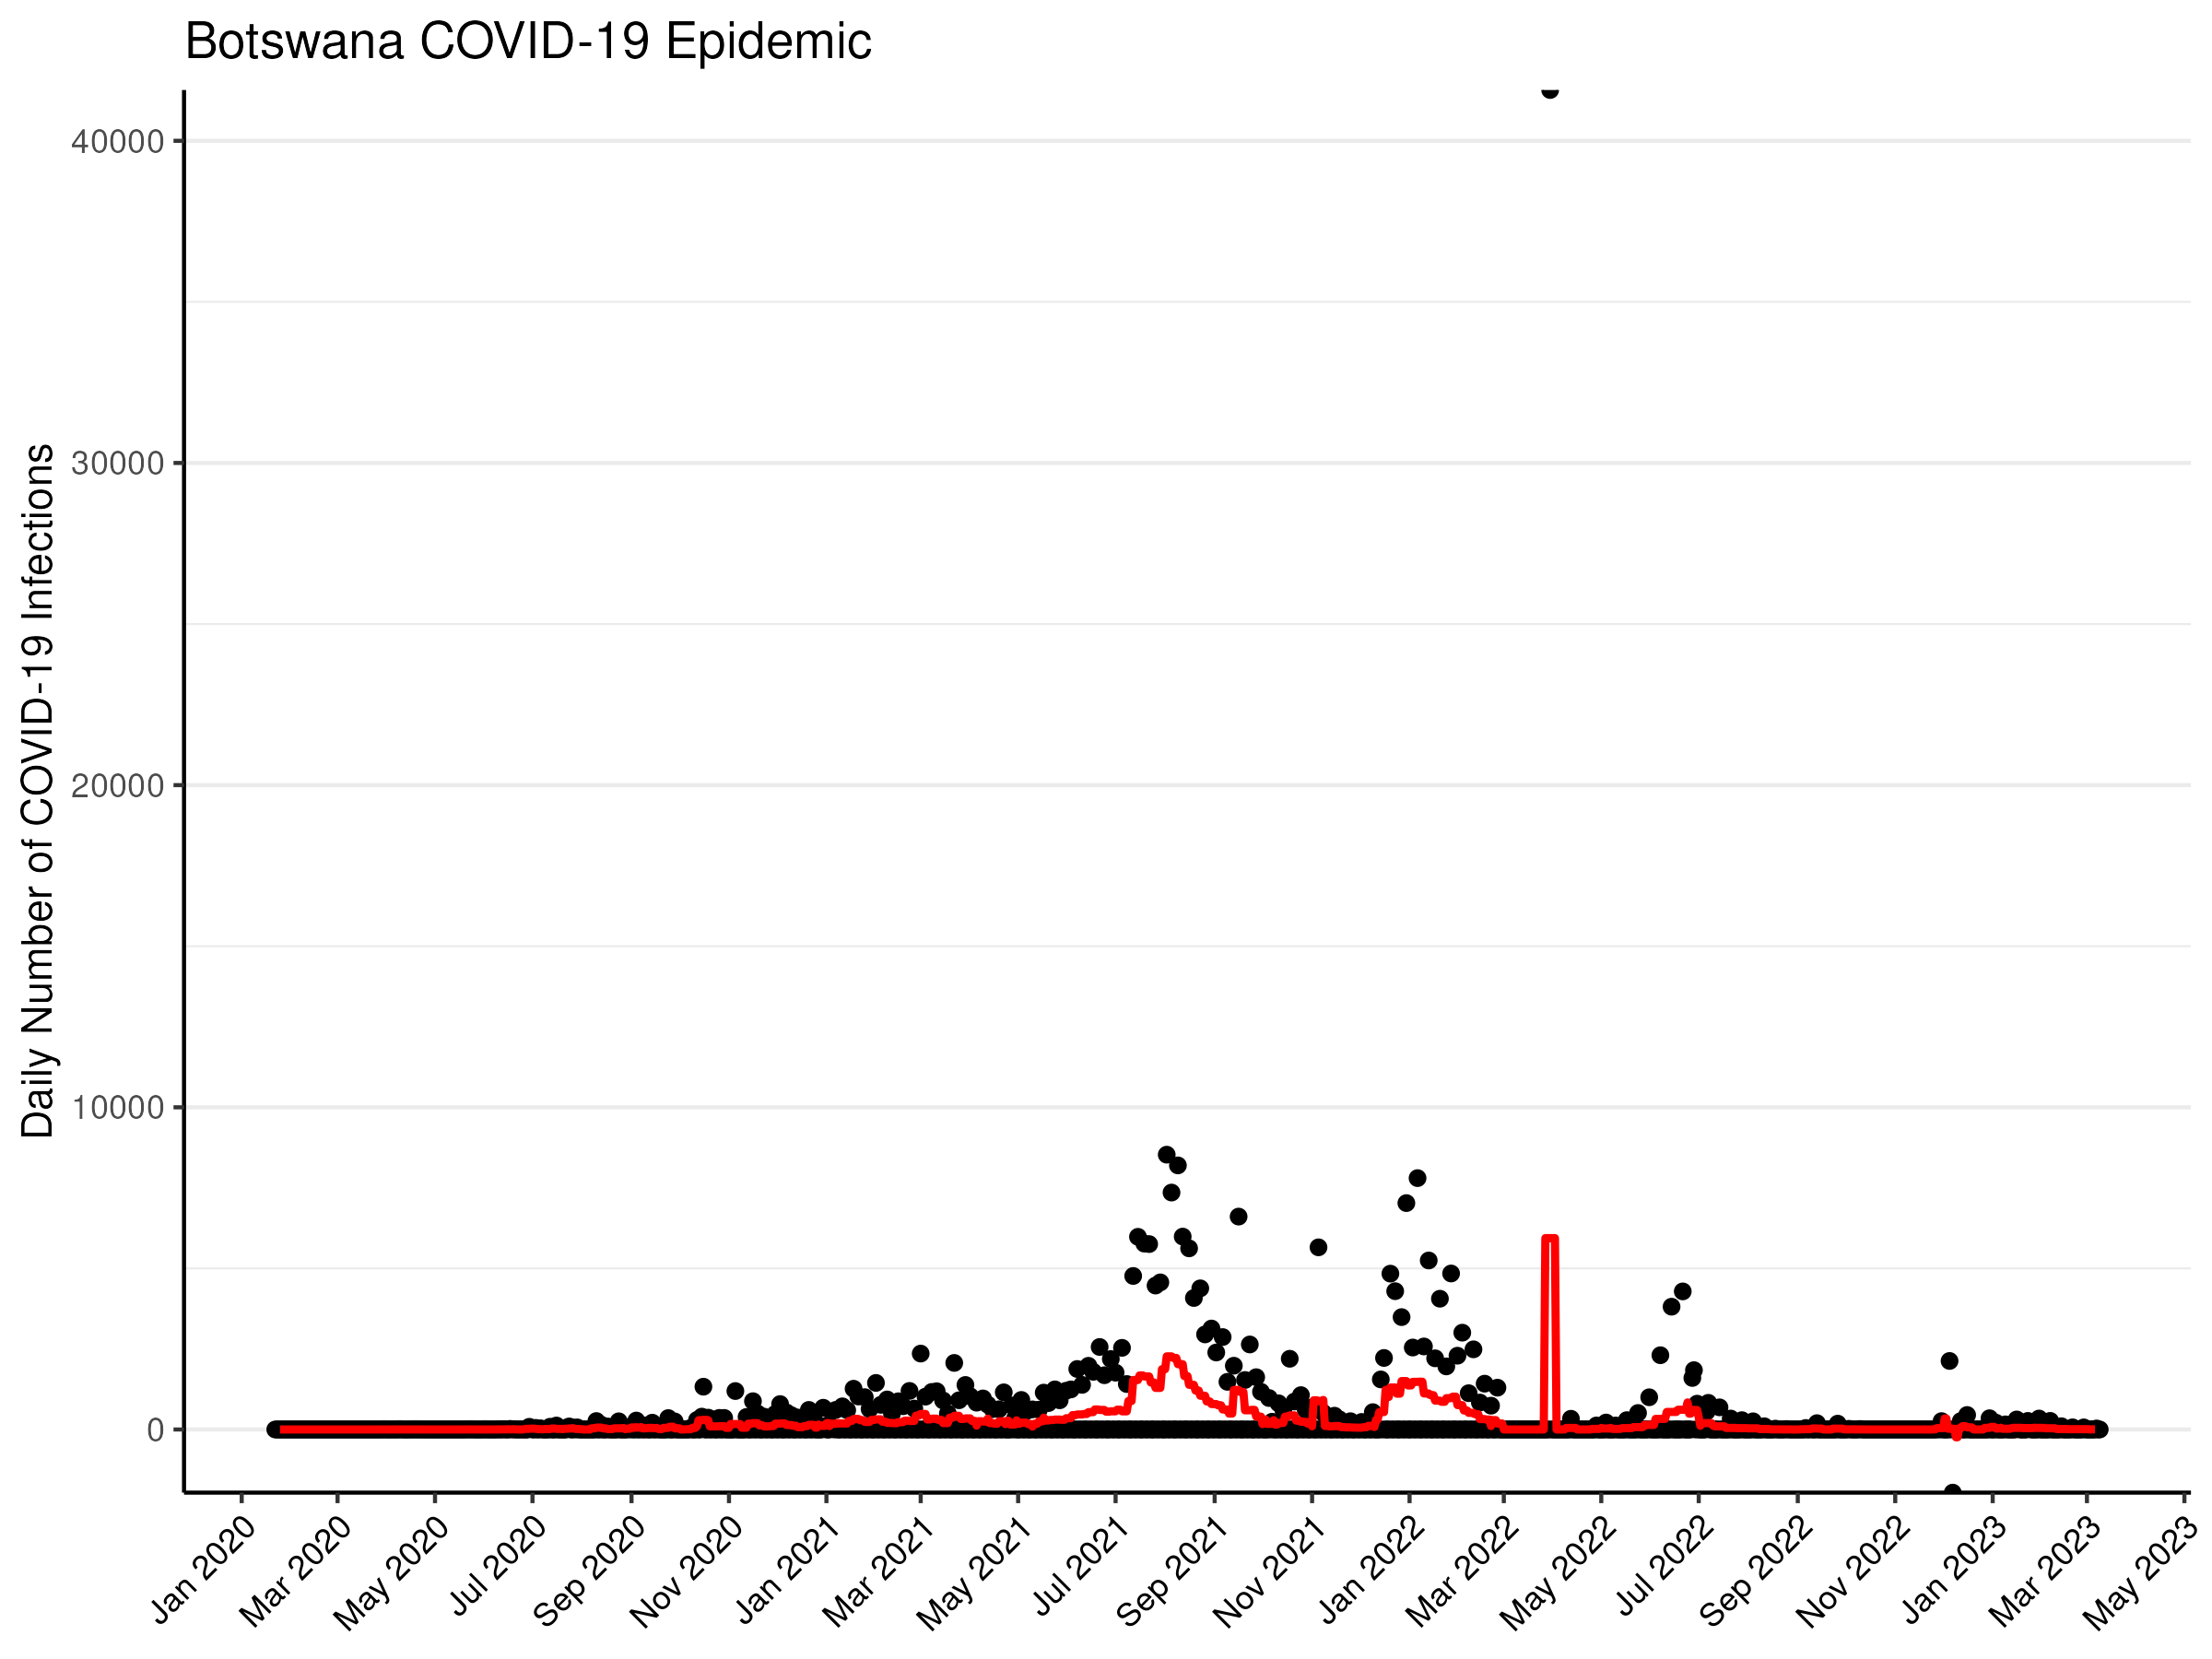 Botswana COVID-19 Epidemic
Daily Number of COVID-19 Infections
40000
30000
20000
10000
0
Jan 2020
Mar 2020
May 2020
Jul 2020
Sep 2020
Nov 2020
Jan 2021
Mar 2021
May 2021
Jul 2021
Sep 2021
Nov 2021
Jan 2022
Mar 2022
May 2022
Jul 2022
Sep 2022
Nov 2022
Jan 2023
Mar 2023
May 2023